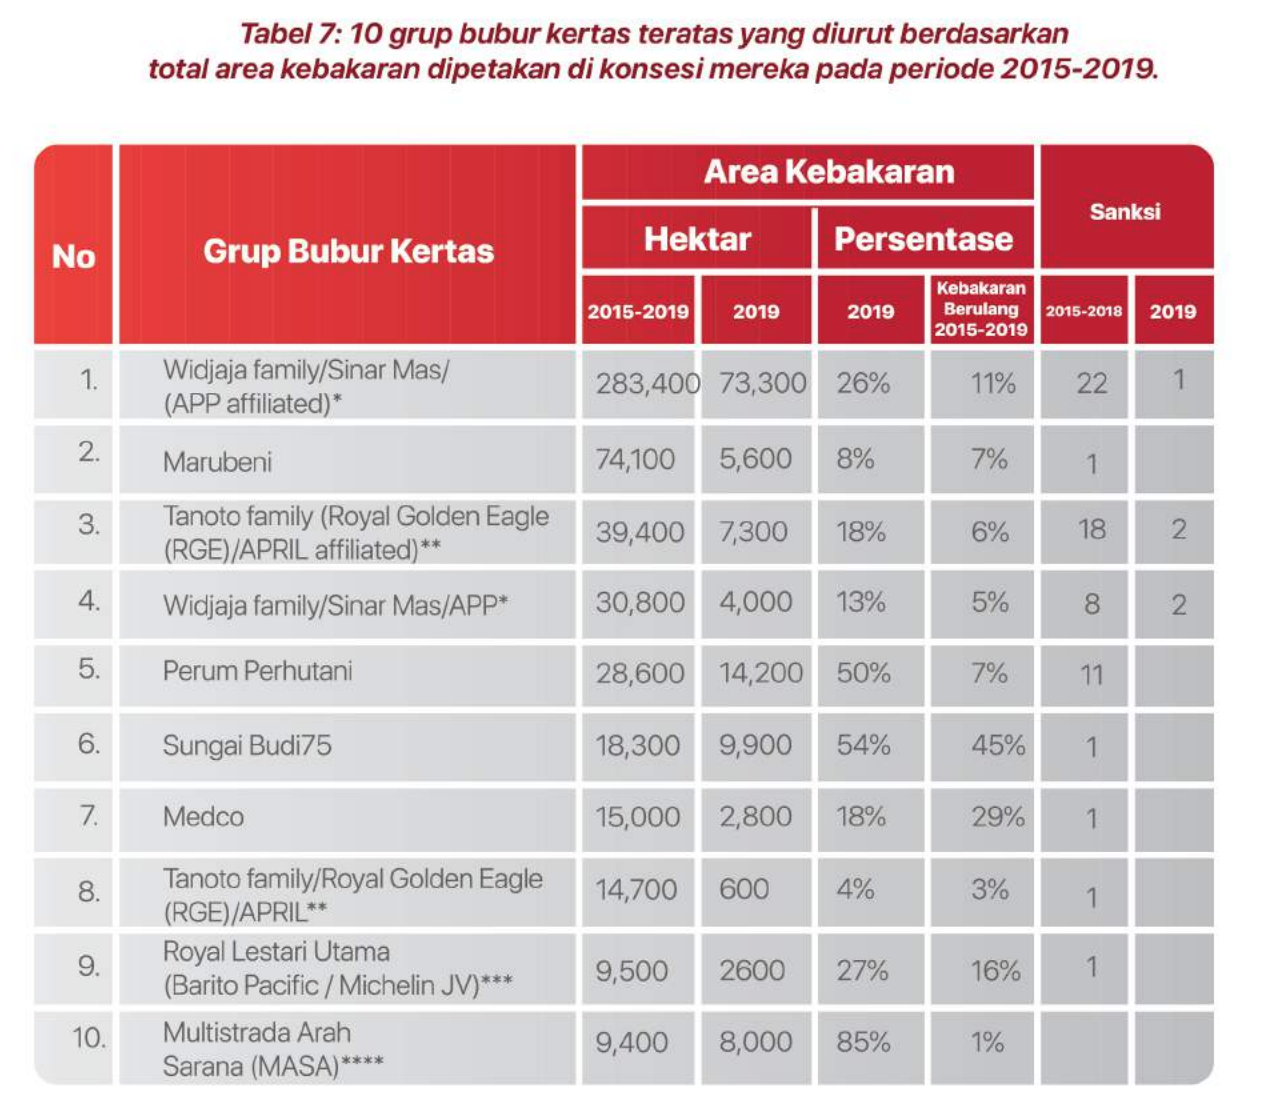 Tabel 7: 10 grup bubur kertas teratas yang diurut berdasarkan
total area kebakaran dipetakan di konsesi mereka pada periode 2015-2019.
No
Grup Bubur Kertas
Area Kebakaran
Sanksi
Hektar
Persentase
2015-2019
2019
2019
Kebakaran
Berulang
2015-2019
2015-2018
2019
1.
Widjaja family/Sinar Mas/
(APP affiliated)*
283,400 73,300 26% 11% 22 1
2.
Marubeni
74,100 5,600 8% 7% 1
3.
Tanoto family (Royal Golden Eagle
(RGE)/APRIL affiliated)**
39,400 7,300 18% 6% 18 2
4.
Widjaja family/Sinar Mas/APP*
30,800 4,000 13% 5% 8 2
5.
Perum Perhutani
28,600 14,200 50% 7% 11
6.
Sungai Budi75
18,300 9,900 54% 45% 1
7.
Medco
15,000 2,800 18% 29% 1
8.
Tanoto family/Royal Golden Eagle
(RGE)/APRIL**
14,700 600 4% 3% 1
9.
Royal Lestari Utama
(Barito Pacific / Michelin JV)***
9,500 2600 27% 16% 1
10.
Multistrada Arah
Sarana (MASA)****
9,400 8,000 85% 1%